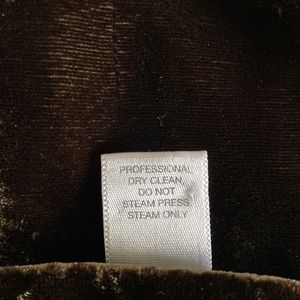 PROFESSIONAL
DRY CLEAN
DO NOT
STEAM PRESS
STEAM ONLY